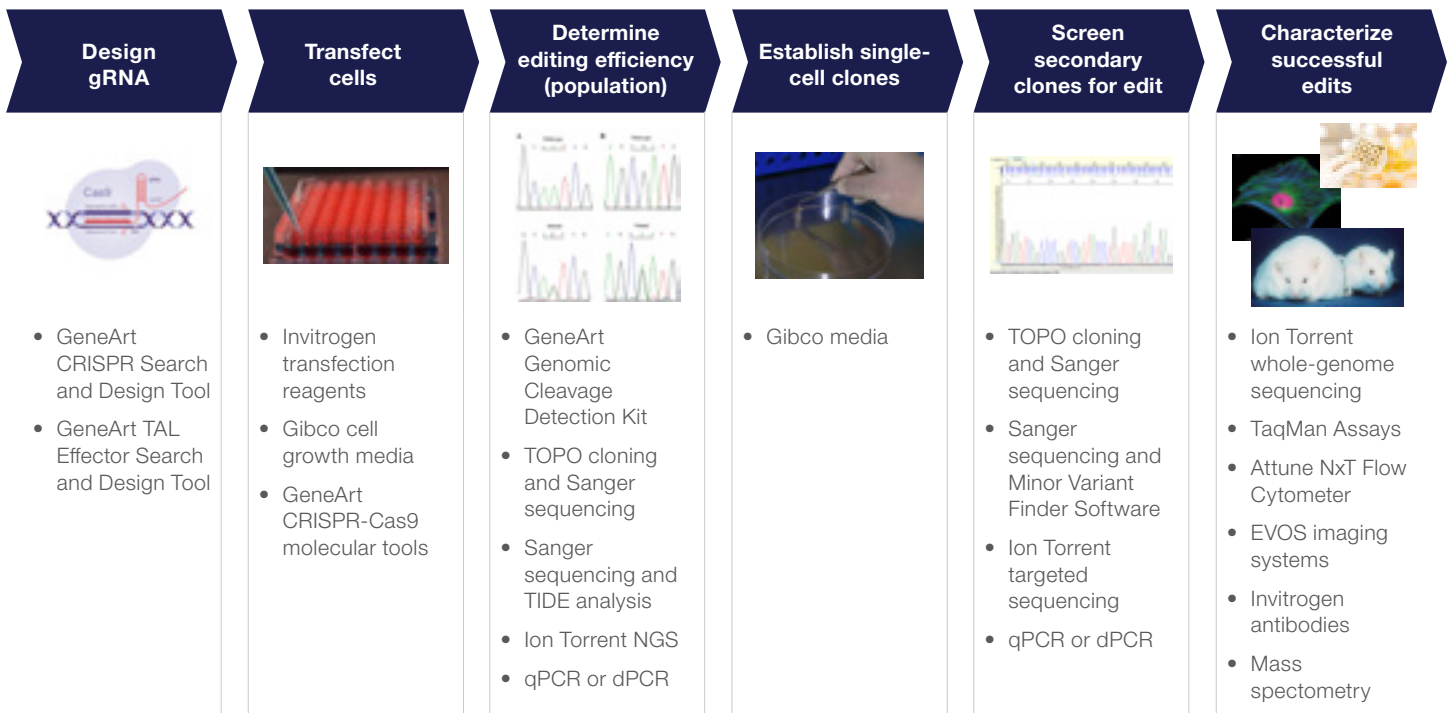 Design
gRNA
Transfect
cells
Determine
editing efficiency
(population)
Establish single-
cell clones
Screen
secondary
clones for edit
Characterize
successful
edits
Cas9
• GeneArt
CRISPR Search
and Design Tool
• GeneArt TAL
Effector Search
and Design Tool
• Invitrogen
transfection
reagents
• Gibco cell
growth media
• GeneArt
CRISPR-Cas9
molecular tools
A
B
• GeneArt
Genomic
Cleavage
Detection Kit
• TOPO cloning
and Sanger
sequencing
• Sanger
sequencing and
TIDE analysis
• Ion Torrent NGS
• qPCR or dPCR
• Gibco media
• TOPO cloning
and Sanger
sequencing
• Sanger
sequencing and
Minor Variant
Finder Software
• Ion Torrent
targeted
sequencing
• qPCR or dPCR
• Ion Torrent
whole-genome
sequencing
• TaqMan Assays
• Attune NxT Flow
Cytometer
• EVOS imaging
systems
• Invitrogen
antibodies
• Mass
spectometry